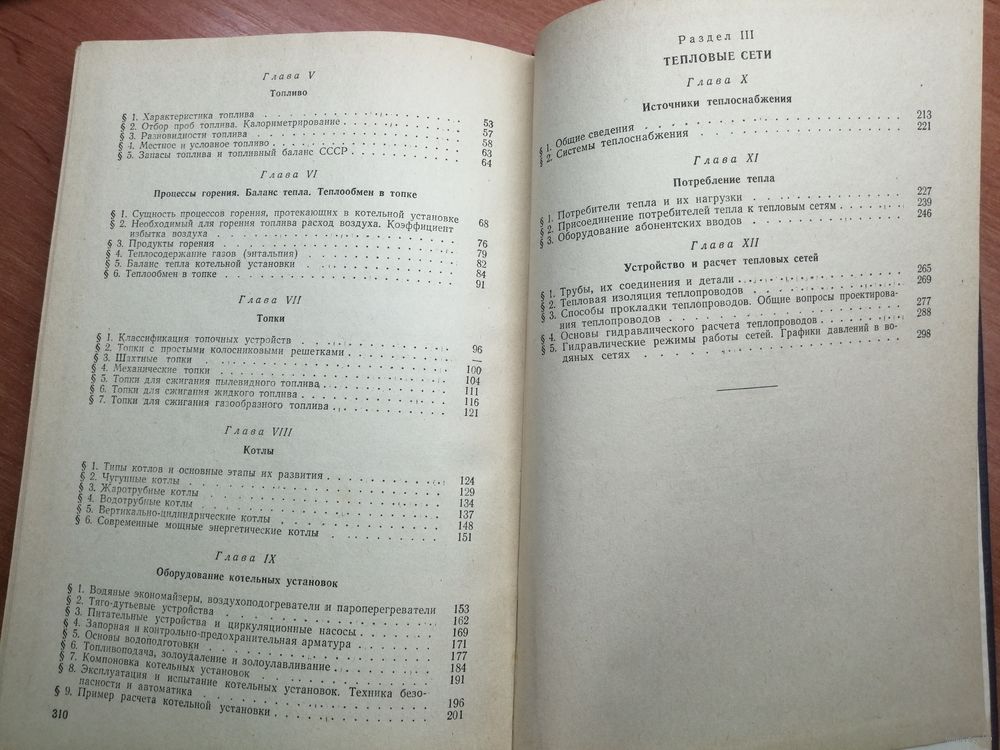 Глава V
Топливо
§ 1. Характеристика топлива . . . 53
§ 2. Отбор проб топлива. Калориметрирование . . . 57
§ 3. Разновидности топлива . . . 58
§ 4. Местное и условное топливо . . . 63
§ 5. Запасы топлива и топливный баланс СССР . . . 64
Глава VI
Процессы горения. Баланс тепла. Теплообмен в топке
§ 1. Сущность процессов горения, протекающих в котельной установке 68
§ 2. Необходимый для горения топлива расход воздуха. Коэффициент
избытка воздуха . . . 76
§ 3. Продукты горения . . . 79
§ 4. Теплосодержание газов (энтальпия) . . . 82
§ 5. Баланс тепла котельной установки . . . 84
§ 6. Теплообмен в топке . . . 91
Глава VII
Топки
§ 1. Классификация топочных устройств . . . 96
§ 2. Топки с простыми колосниковыми решетками . . . —
§ 3. Шахтные топки . . . 100
§ 4. Механические топки . . . 104
§ 5. Топки для сжигания пылевидного топлива . . . 111
§ 6. Топки для сжигания жидкого топлива . . . 116
§ 7. Топки для сжигания газообразного топлива . . . 121
Глава VIII
Котлы
§ 1. Типы котлов и основные этапы их развития . . . 124
§ 2. Чугунные котлы . . . 129
§ 3. Жаротрубные котлы . . . 134
§ 4. Водотрубные котлы . . . 137
§ 5. Вертикально-цилиндрические котлы . . . 148
§ 6. Современные мощные энергетические котлы . . . 151
Глава IX
Оборудование котельных установок
§ 1. Водяные экономайзеры, воздухоподогреватели и пароперегреватели 153
§ 2. Тяго-дутьевые устройства . . . 162
§ 3. Питательные устройства и циркуляционные насосы . . . 169
§ 4. Запорная и контрольно-предохранительная арматура . . . 171
§ 5. Основы водоподготовки . . . 177
§ 6. Топливоподача, золоудаление и золоулавливание . . . 184
§ 7. Компоновка котельных установок . . . 191
§ 8. Эксплуатация и испытание котельных установок. Техника безо-
пасности и автоматика . . . 196
§ 9. Пример расчета котельной установки . . . 201
310
Раздел III
ТЕПЛОВЫЕ СЕТИ
Глава X
Источники теплоснабжения
§ 1. Общие сведения . . . 213
§ 2. Системы теплоснабжения . . . 221
Глава XI
Потребление тепла
§ 1. Потребители тепла и их нагрузки . . . 227
§ 2. Присоединение потребителей тепла к тепловым сетям . . . 239
§ 3. Оборудование абонентских вводов . . . 246
Глава XII
Устройство и расчет тепловых сетей
§ 1. Трубы, их соединения и детали . . . 265
§ 2. Тепловая изоляция теплопроводов . . . 269
§ 3. Способы прокладки теплопроводов. Общие вопросы проектирова-
ния теплопроводов . . . 277
§ 4. Основы гидравлического расчета теплопроводов . . . 288
§ 5. Гидравлические режимы работы сетей. Графики давлений в во-
дяных сетях . . . 298